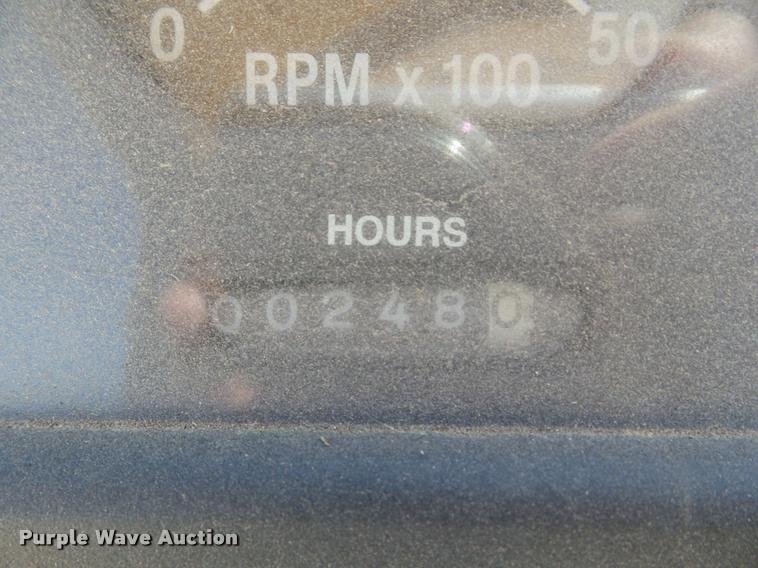 0 50
RPM x 100
HOURS
002480
Purple Wave Auction